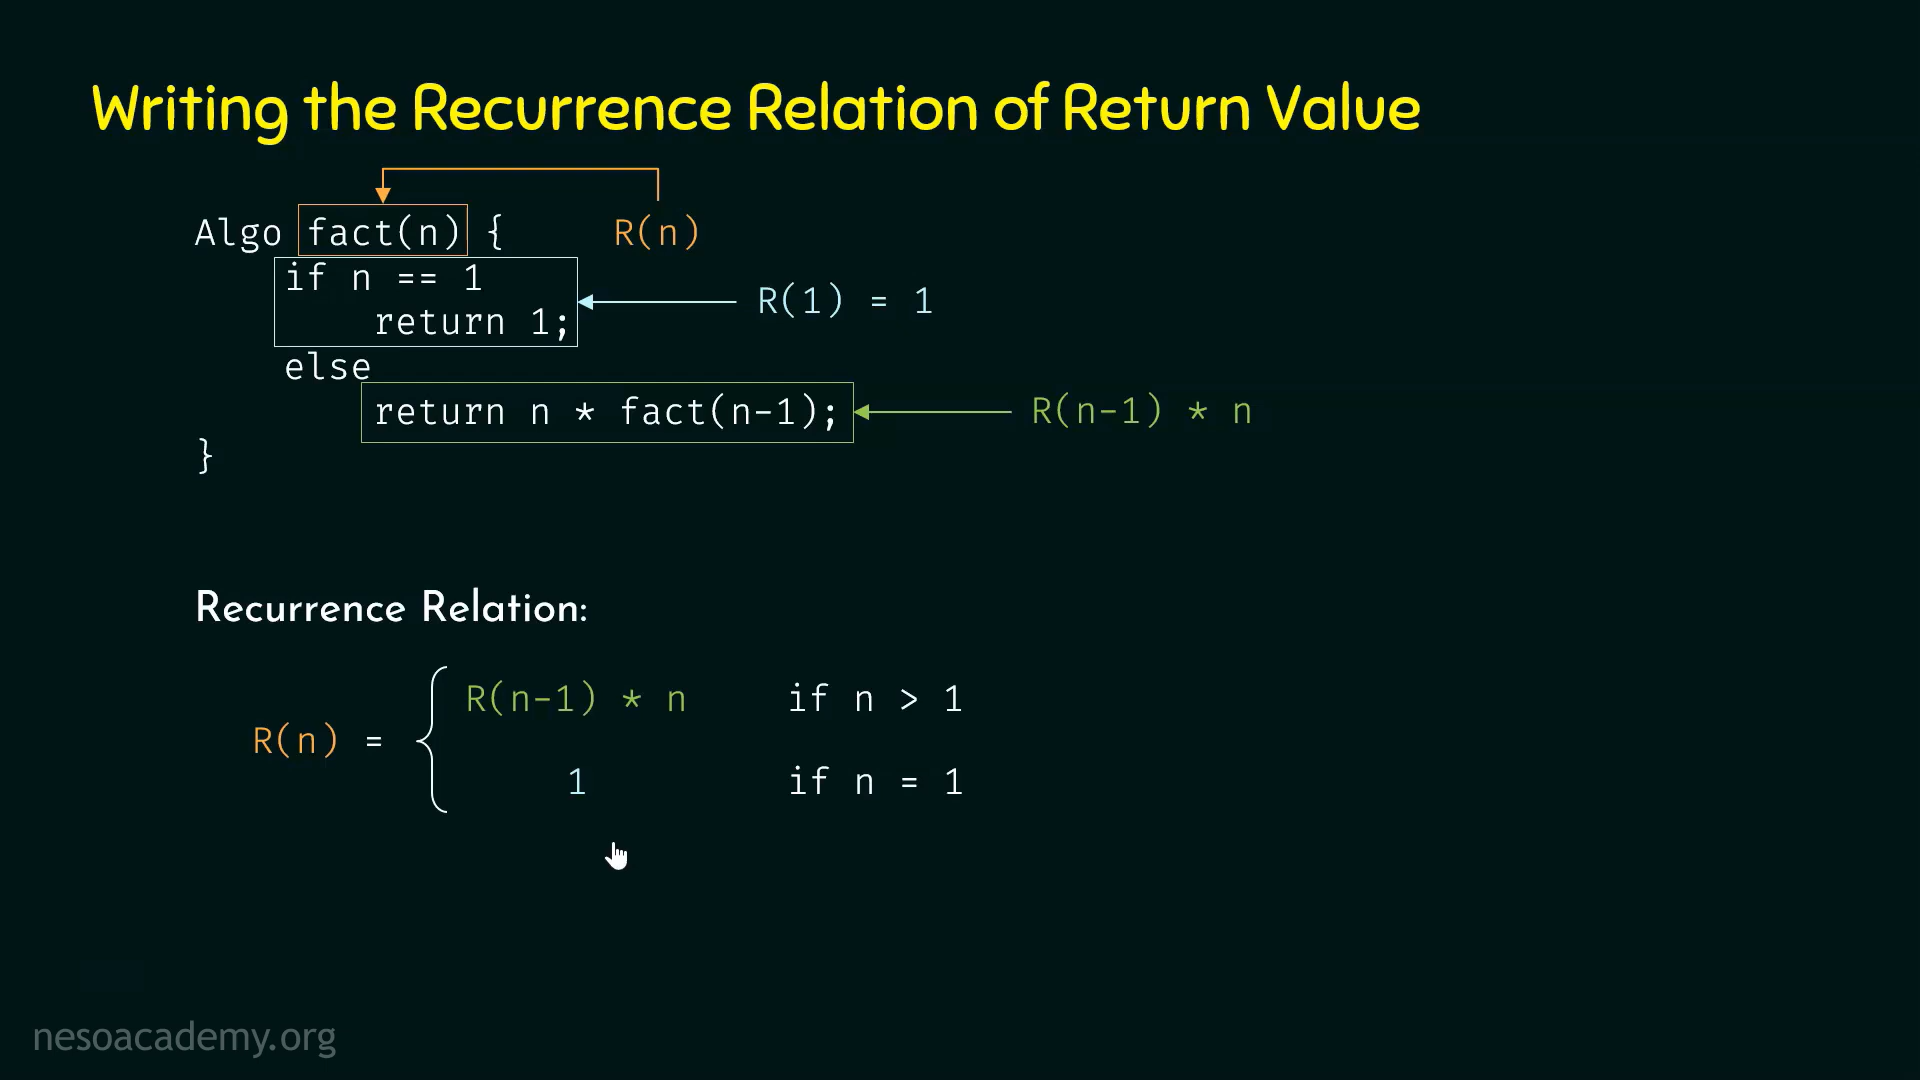 Writing the Recurrence Relation of Return Value
Algo fact(n) { R(n)
if n == 1
R(1) = 1
return 1;
else
return n * fact(n-1); R(n-1) * n
}
Recurrence Relation:
R(n-1) * n if n > 1
R(n) =
1 if n = 1
nesoacademy.org